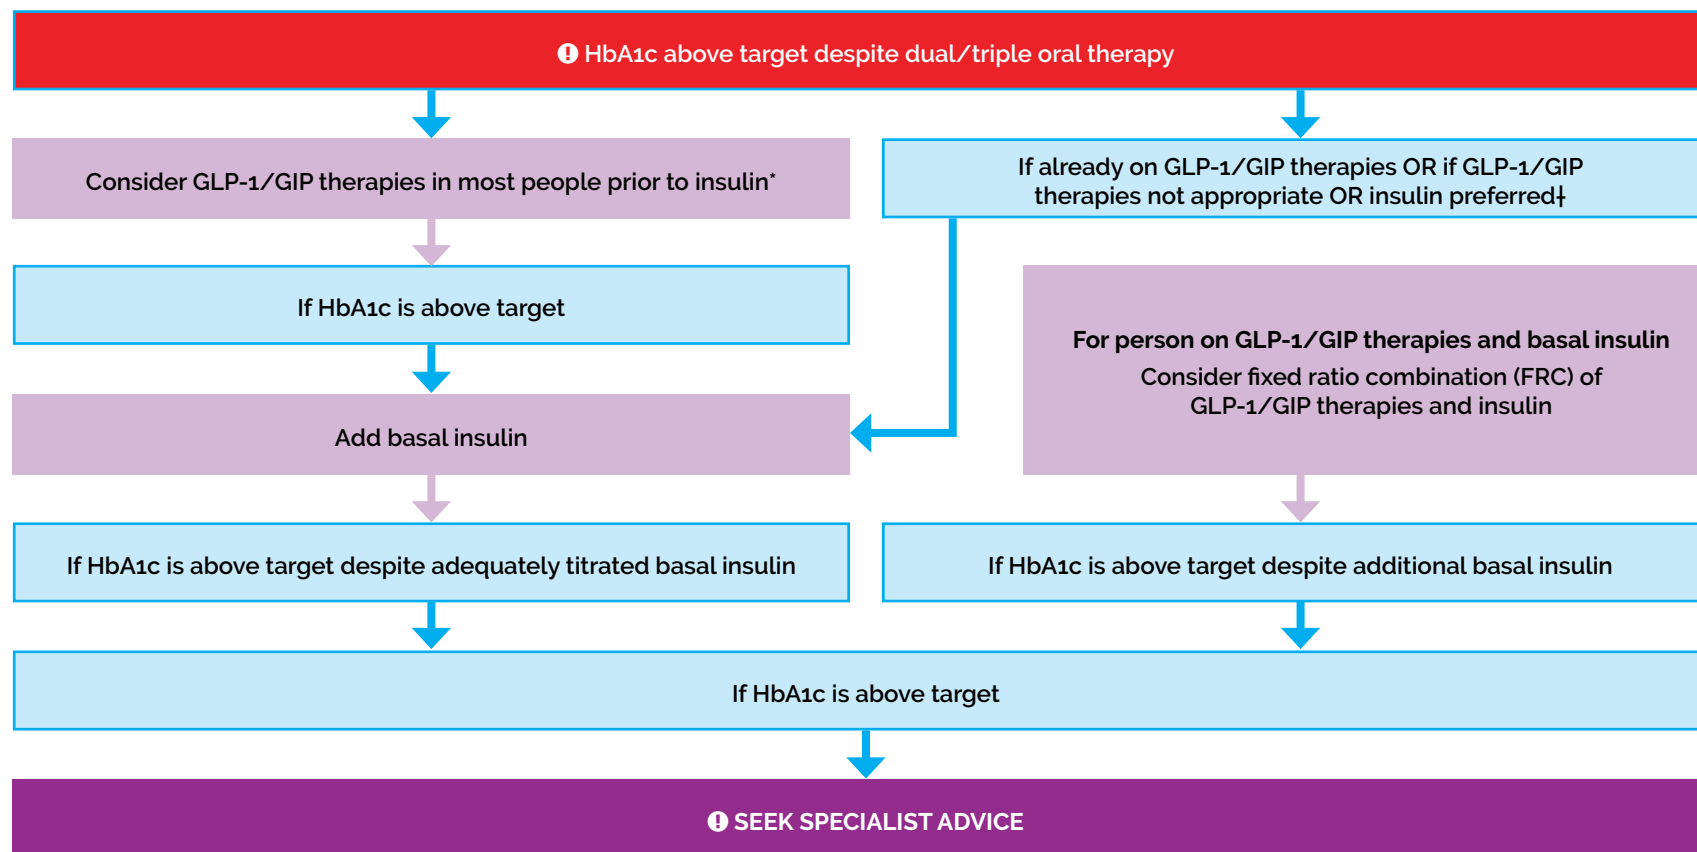 HbA1c above target despite dual/triple oral therapy
Consider GLP-1/GIP therapies in most people prior to insulin*
If already on GLP-1/GIP therapies OR if GLP-1/GIP
therapies not appropriate OR insulin preferredƗ
If HbA1c is above target
For person on GLP-1/GIP therapies and basal insulin
Consider fixed ratio combination (FRC) of
GLP-1/GIP therapies and insulin
Add basal insulin
If HbA1c is above target despite adequately titrated basal insulin
If HbA1c is above target despite additional basal insulin
If HbA1c is above target
SEEK SPECIALIST ADVICE